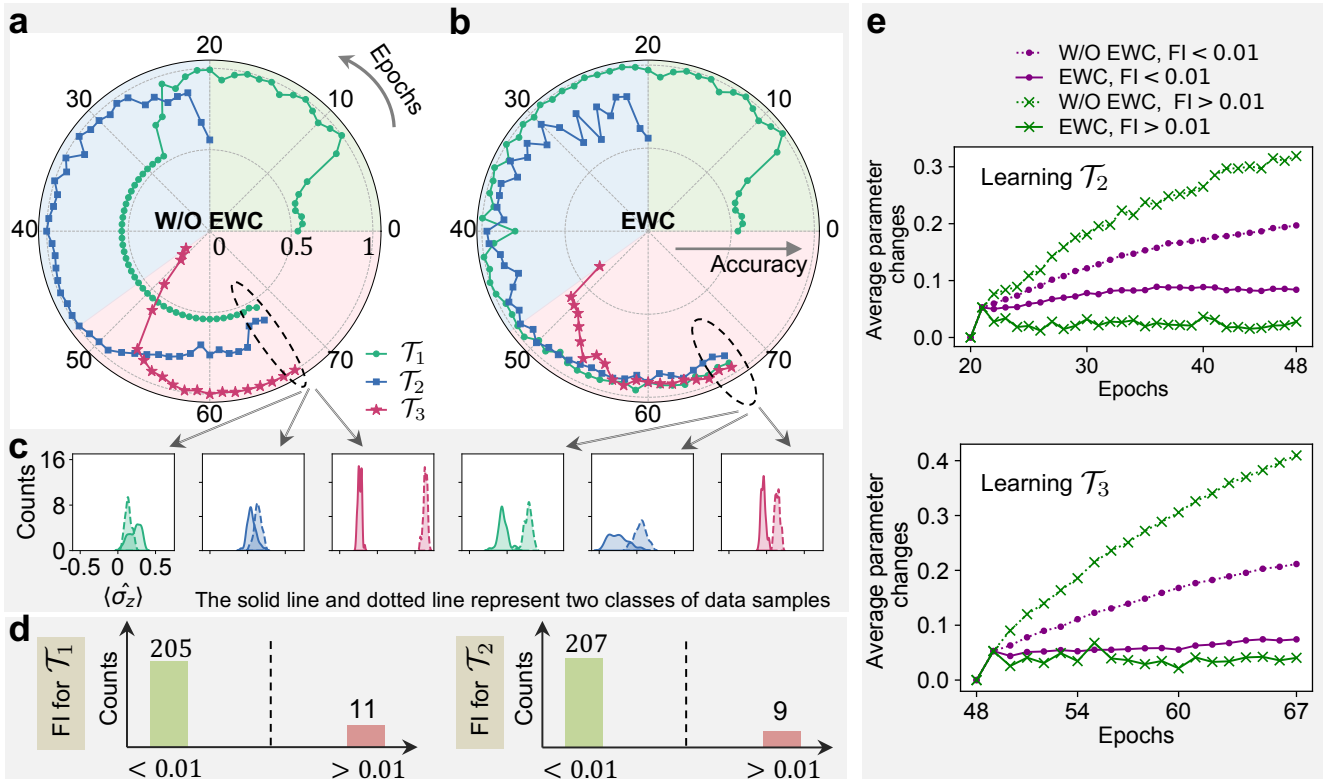 a
20
10
0
30
40
50
60
70
Epochs
W/O EWC
0 0.5 1
T₁
T₂
T₃
b
20
10
0
30
40
50
60
70
EWC
Accuracy
c
Counts
16
8
0
-0.5 0 0.5
⟨σ̂z⟩
The solid line and dotted line represent two classes of data samples
d
FI for T₁
Counts
205
11
< 0.01 > 0.01
FI for T₂
Counts
207
9
< 0.01 > 0.01
e
W/O EWC, FI < 0.01
EWC, FI < 0.01
W/O EWC, FI > 0.01
EWC, FI > 0.01
Learning T₂
Average parameter
changes
0.3
0.2
0.1
0.0
20 30 40 48
Epochs
Learning T₃
Average parameter
changes
0.4
0.3
0.2
0.1
0.0
48 54 60 67
Epochs